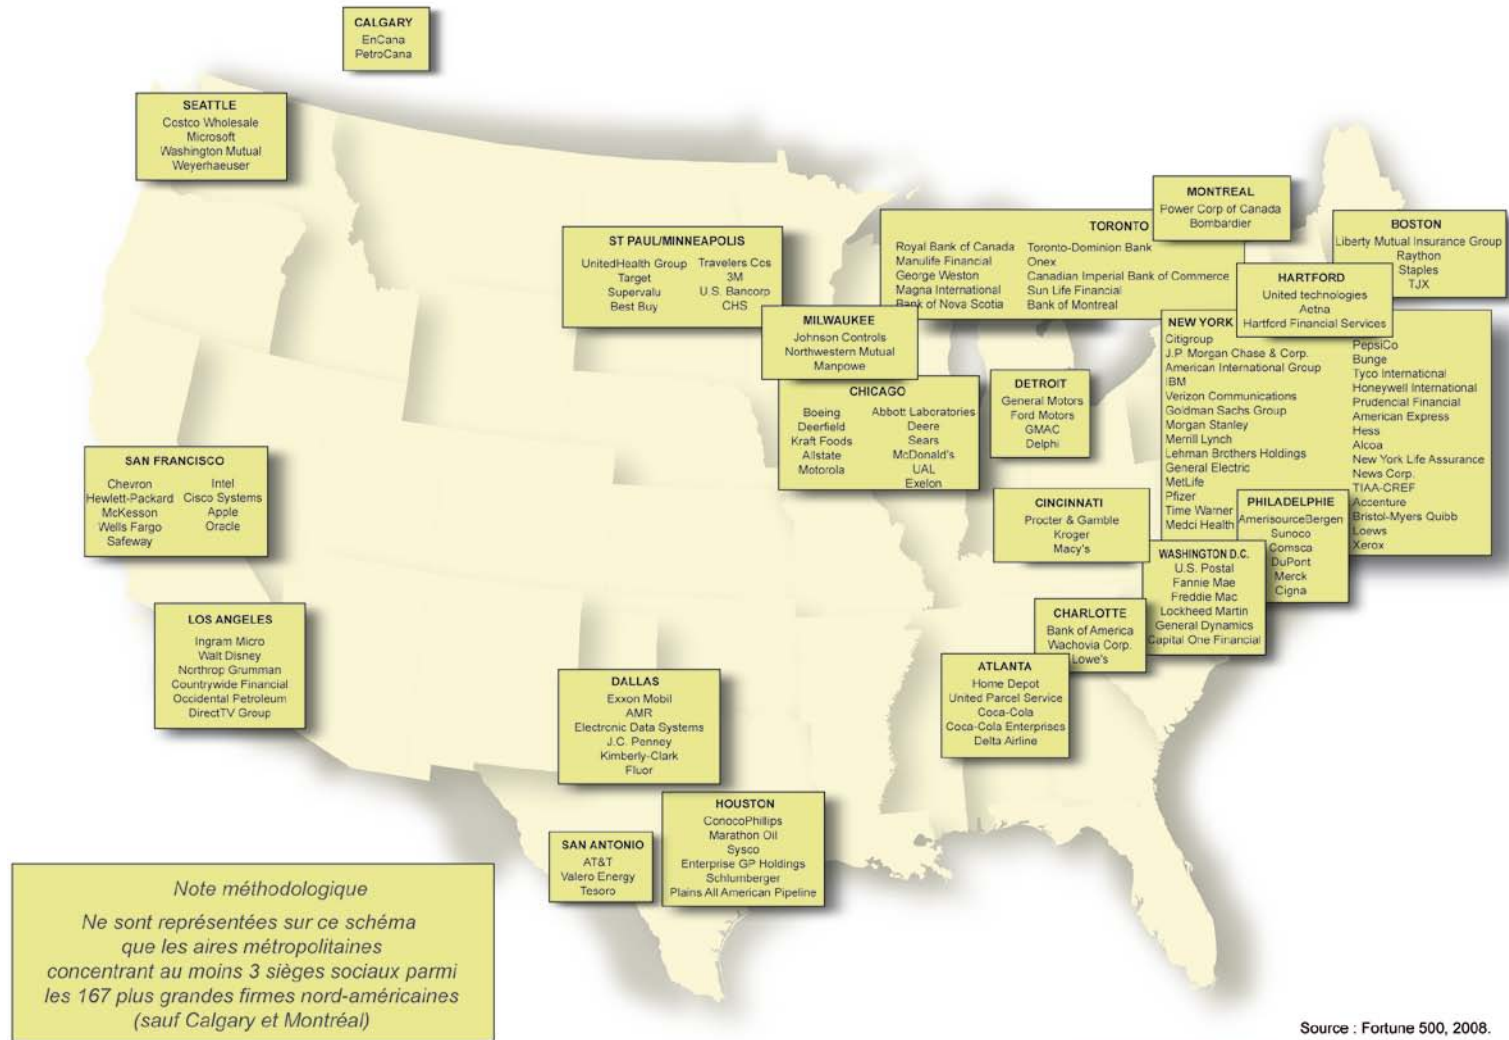 CALGARY
EnCana
PetroCana
SEATTLE
Costco Wholesale
Microsoft
Washington Mutual
Weyerhaeuser
MONTREAL
Power Corp of Canada
Bombardier
TORONTO
Royal Bank of Canada
Manulife Financial
George Weston
Magna International
Bank of Nova Scotia
Toronto-Dominion Bank
Onex
Canadian Imperial Bank of Commerce
Sun Life Financial
Bank of Montreal
BOSTON
Liberty Mutual Insurance Group
Raython
Staples
TJX
ST PAUL/MINNEAPOLIS
UnitedHealth Group
Target
Supervalu
Best Buy
Travelers Cos
3M
U.S. Bancorp
CHS
HARTFORD
United technologies
Aetna
Hartford Financial Services
MILWAUKEE
Johnson Controls
Northwestern Mutual
Manpowe
NEW YORK
Citigroup
J.P. Morgan Chase & Corp.
American International Group
IBM
Verizon Communications
Goldman Sachs Group
Morgan Stanley
Merrill Lynch
Lehman Brothers Holdings
General Electric
MetLife
Pfizer
Time Warner
Medci Health
PepsiCo
Bunge
Tyco International
Honeywell International
Prudencial Financial
American Express
Hess
Alcoa
New York Life Assurance
News Corp.
TIAA-CREF
Accenture
Bristol-Myers Quibb
Loews
Xerox
CHICAGO
Boeing
Deerfield
Kraft Foods
Allstate
Motorola
Abbott Laboratories
Deere
Sears
McDonald's
UAL
Exelon
DETROIT
General Motors
Ford Motors
GMAC
Delphi
SAN FRANCISCO
Chevron
Hewlett-Packard
McKesson
Wells Fargo
Safeway
Intel
Cisco Systems
Apple
Oracle
CINCINNATI
Procter & Gamble
Kroger
Macy's
PHILADELPHIE
AmerisourceBergen
Sunoco
Comsca
DuPont
Merck
Cigna
WASHINGTON D.C.
U.S. Postal
Fannie Mae
Freddie Mac
Lockheed Martin
General Dynamics
Capital One Financial
LOS ANGELES
Ingram Micro
Walt Disney
Northrop Grumman
Countrywide Financial
Occidental Petroleum
DirectTV Group
CHARLOTTE
Bank of America
Wachovia Corp.
Lowe's
ATLANTA
Home Depot
United Parcel Service
Coca-Cola
Coca-Cola Enterprises
Delta Airline
DALLAS
Exxon Mobil
AMR
Electronic Data Systems
J.C. Penney
Kimberly-Clark
Fluor
HOUSTON
ConocoPhillips
Marathon Oil
Sysco
Enterprise GP Holdings
Schlumberger
Plains All American Pipeline
SAN ANTONIO
AT&T
Valero Energy
Tesoro
Note méthodologique
Ne sont représentées sur ce schéma
que les aires métropolitaines
concentrant au moins 3 sièges sociaux parmi
les 167 plus grandes firmes nord-américaines
(sauf Calgary et Montréal)
Source : Fortune 500, 2008.